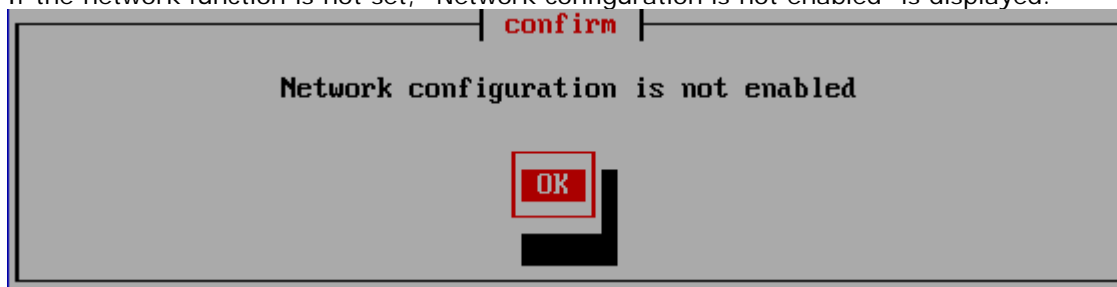 If the network function is not set, "Network configuration is not enabled" is displayed.
confirm
Network configuration is not enabled
OK